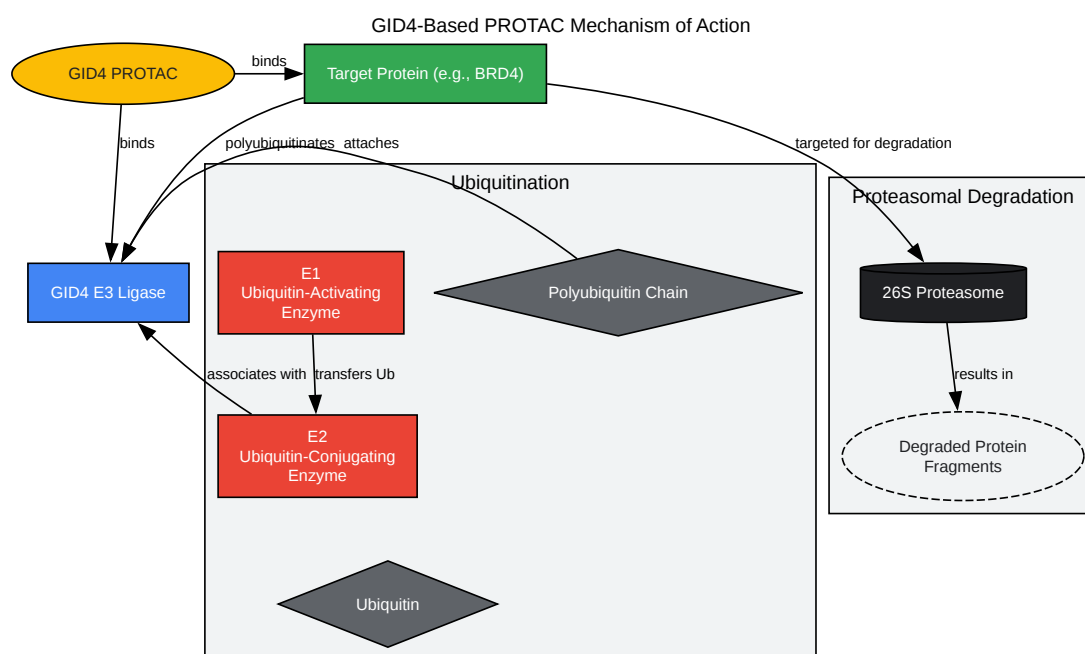 GID4-Based PROTAC Mechanism of Action
GID4 PROTAC
binds
Target Protein (e.g., BRD4)
binds
polyubiquitinates
attaches
targeted for degradation
Ubiquitination
Proteasomal Degradation
GID4 E3 Ligase
E1
Ubiquitin-Activating
Enzyme
Polyubiquitin Chain
26S Proteasome
associates with
transfers Ub
results in
E2
Ubiquitin-Conjugating
Enzyme
Degraded Protein
Fragments
Ubiquitin